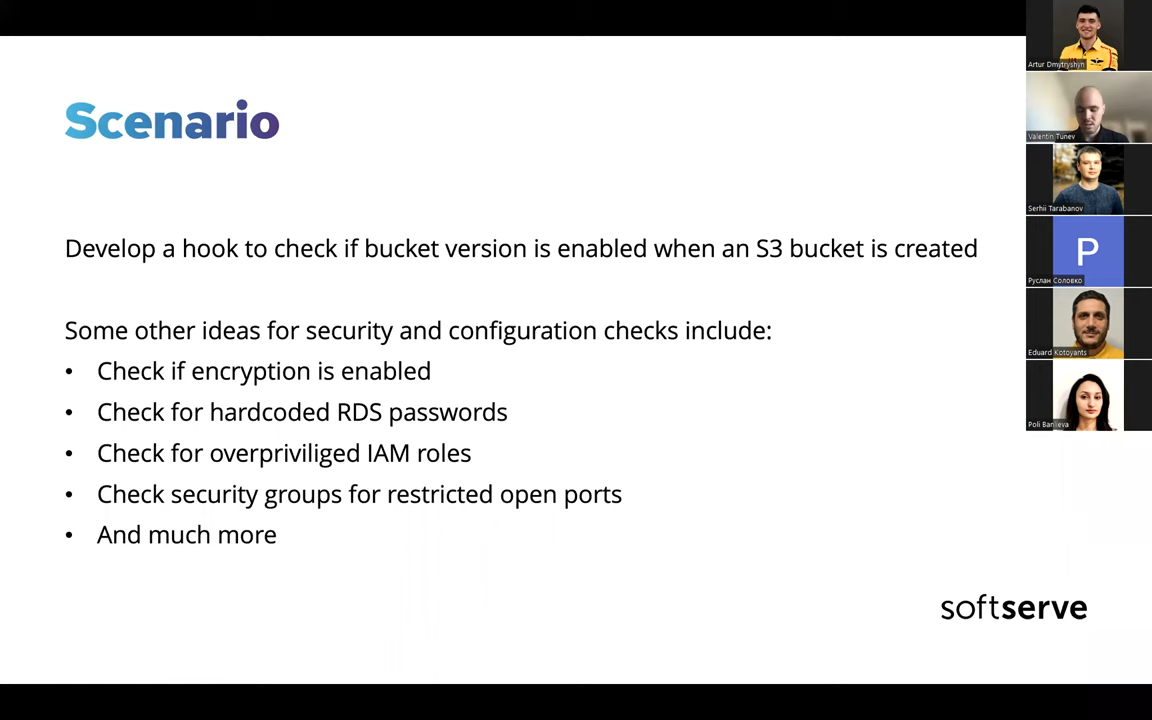 Scenario
Develop a hook to check if bucket version is enabled when an S3 bucket is created
Some other ideas for security and configuration checks include:
• Check if encryption is enabled
• Check for hardcoded RDS passwords
• Check for overpriviliged IAM roles
• Check security groups for restricted open ports
• And much more
softserve
Artur Dmytryshyn
Valentin Tunev
Serhii Tarabanov
P
Руслан Соловко
Eduard Kotoyants
Poli Banleva